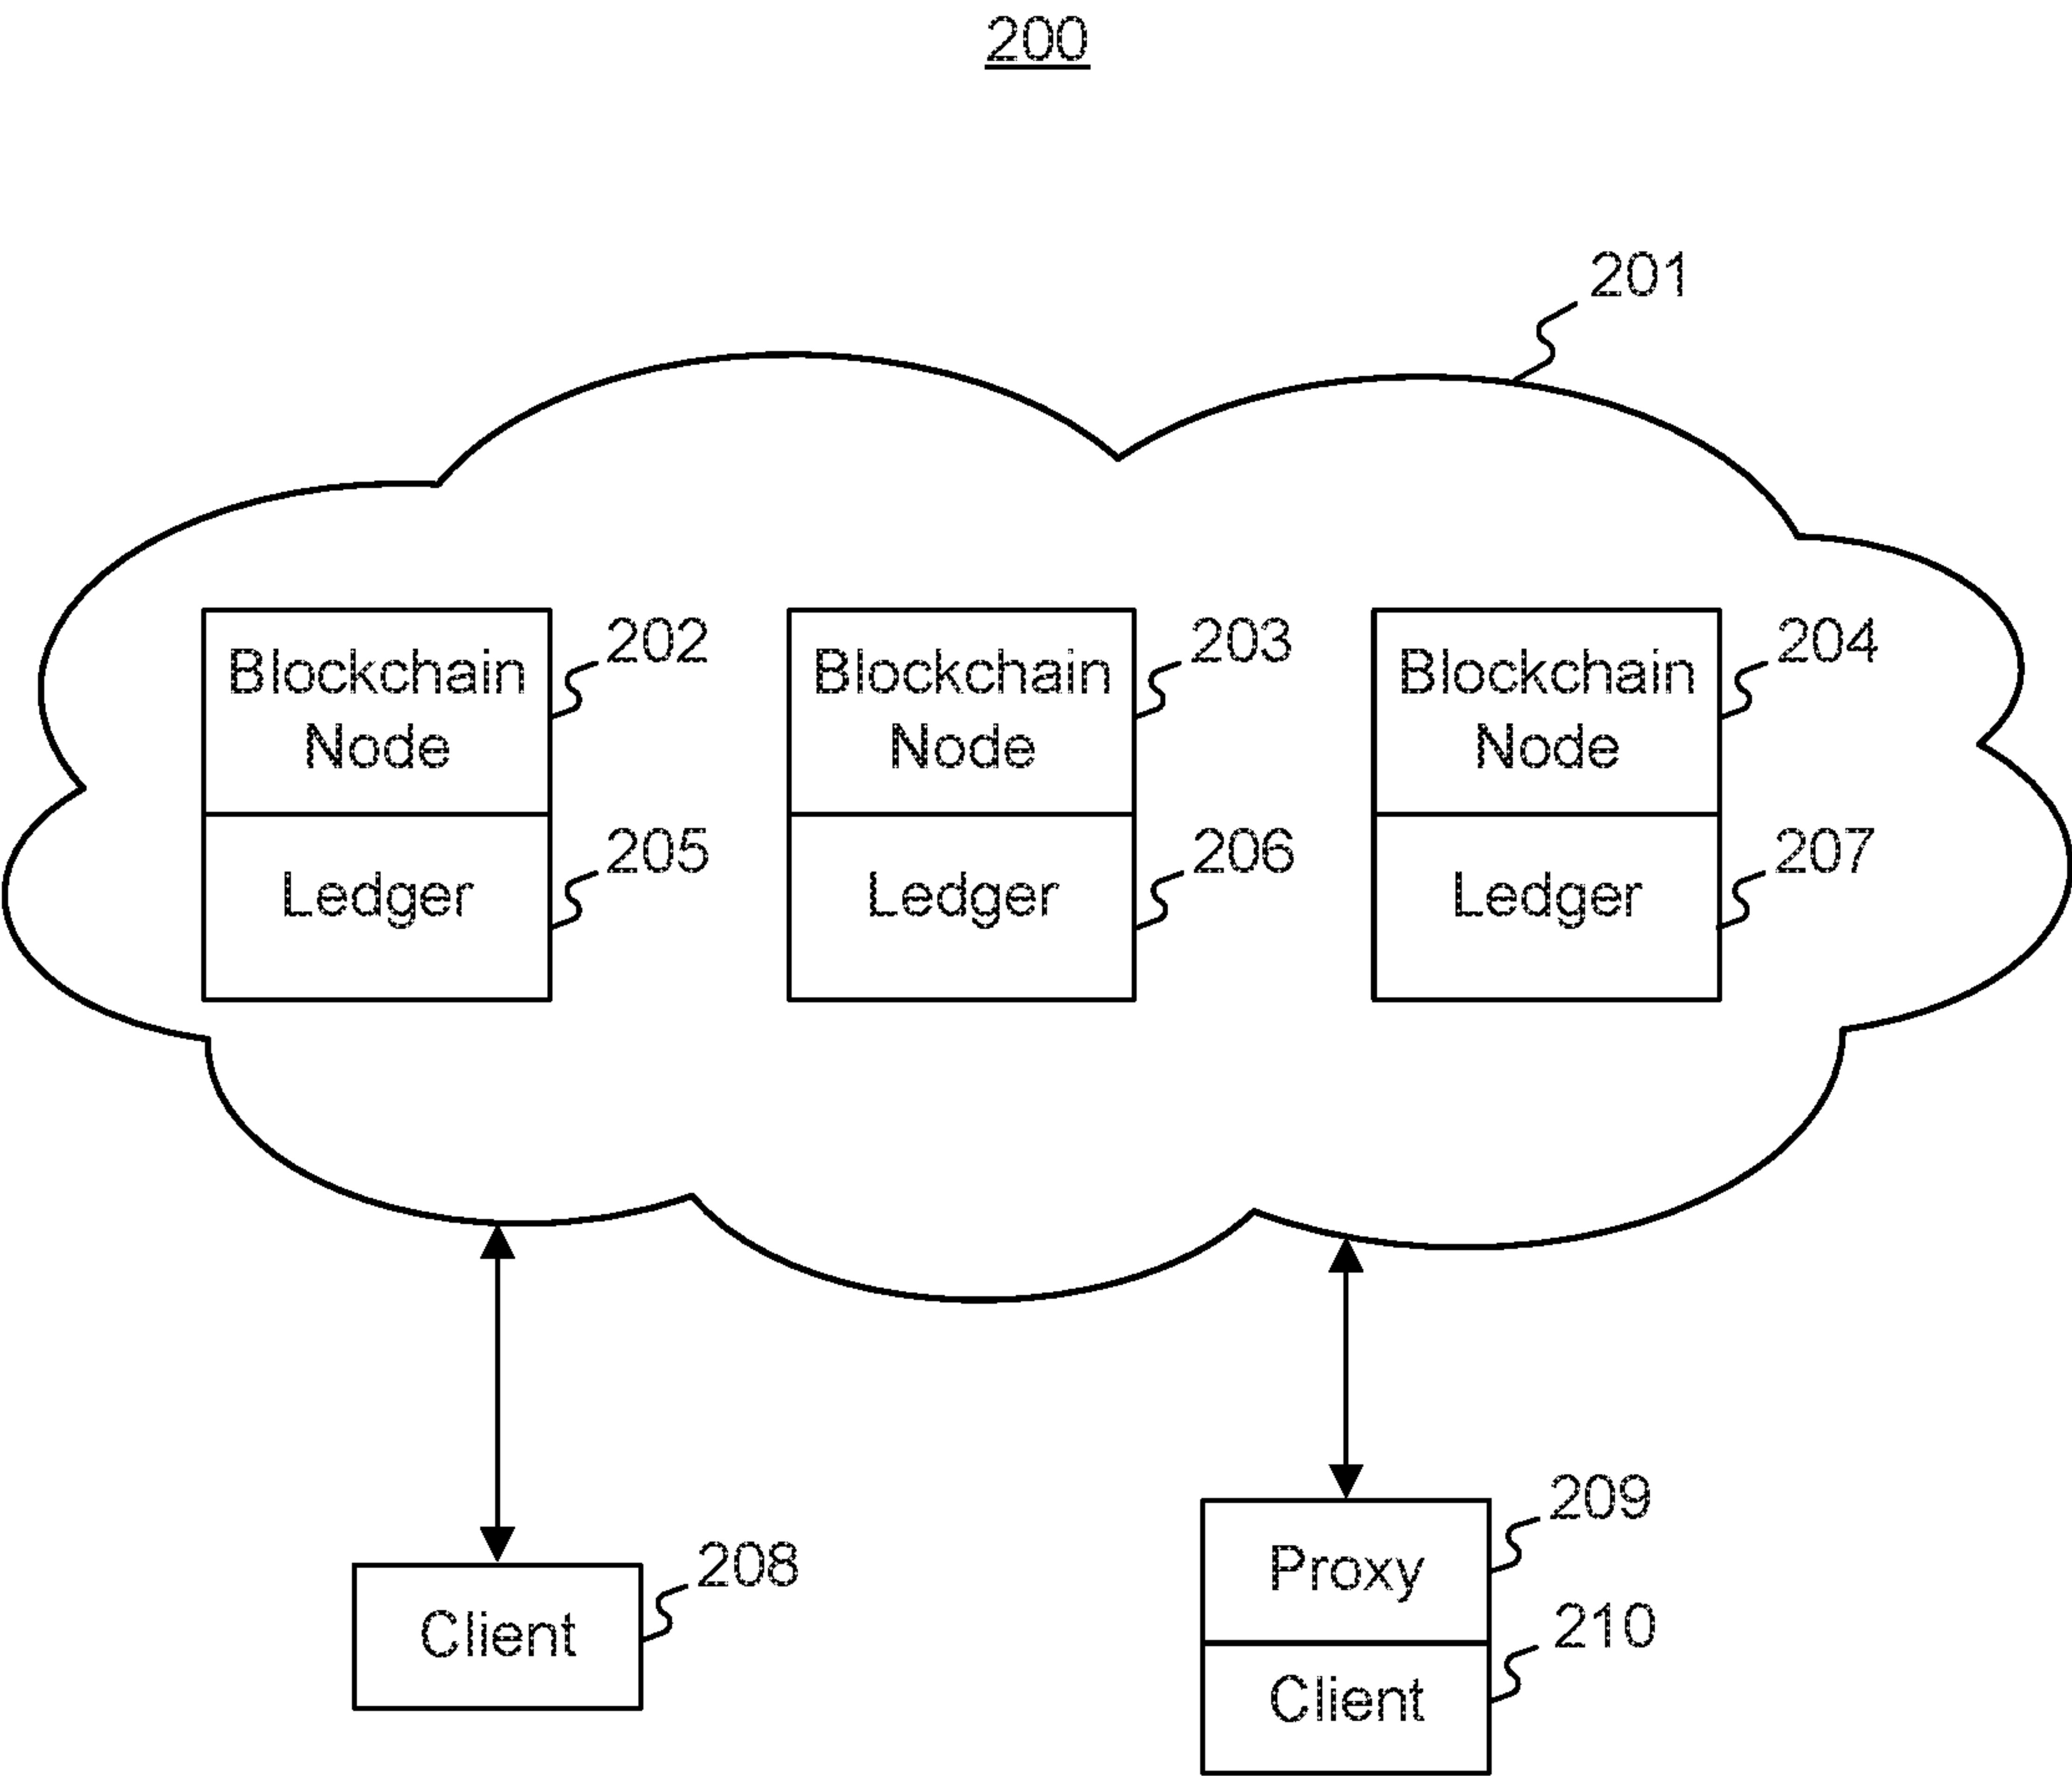 200
201
Blockchain
Node
202
Blockchain
Node
203
Blockchain
Node
204
Ledger
205
Ledger
206
Ledger
207
Client
208
Proxy
209
Client
210